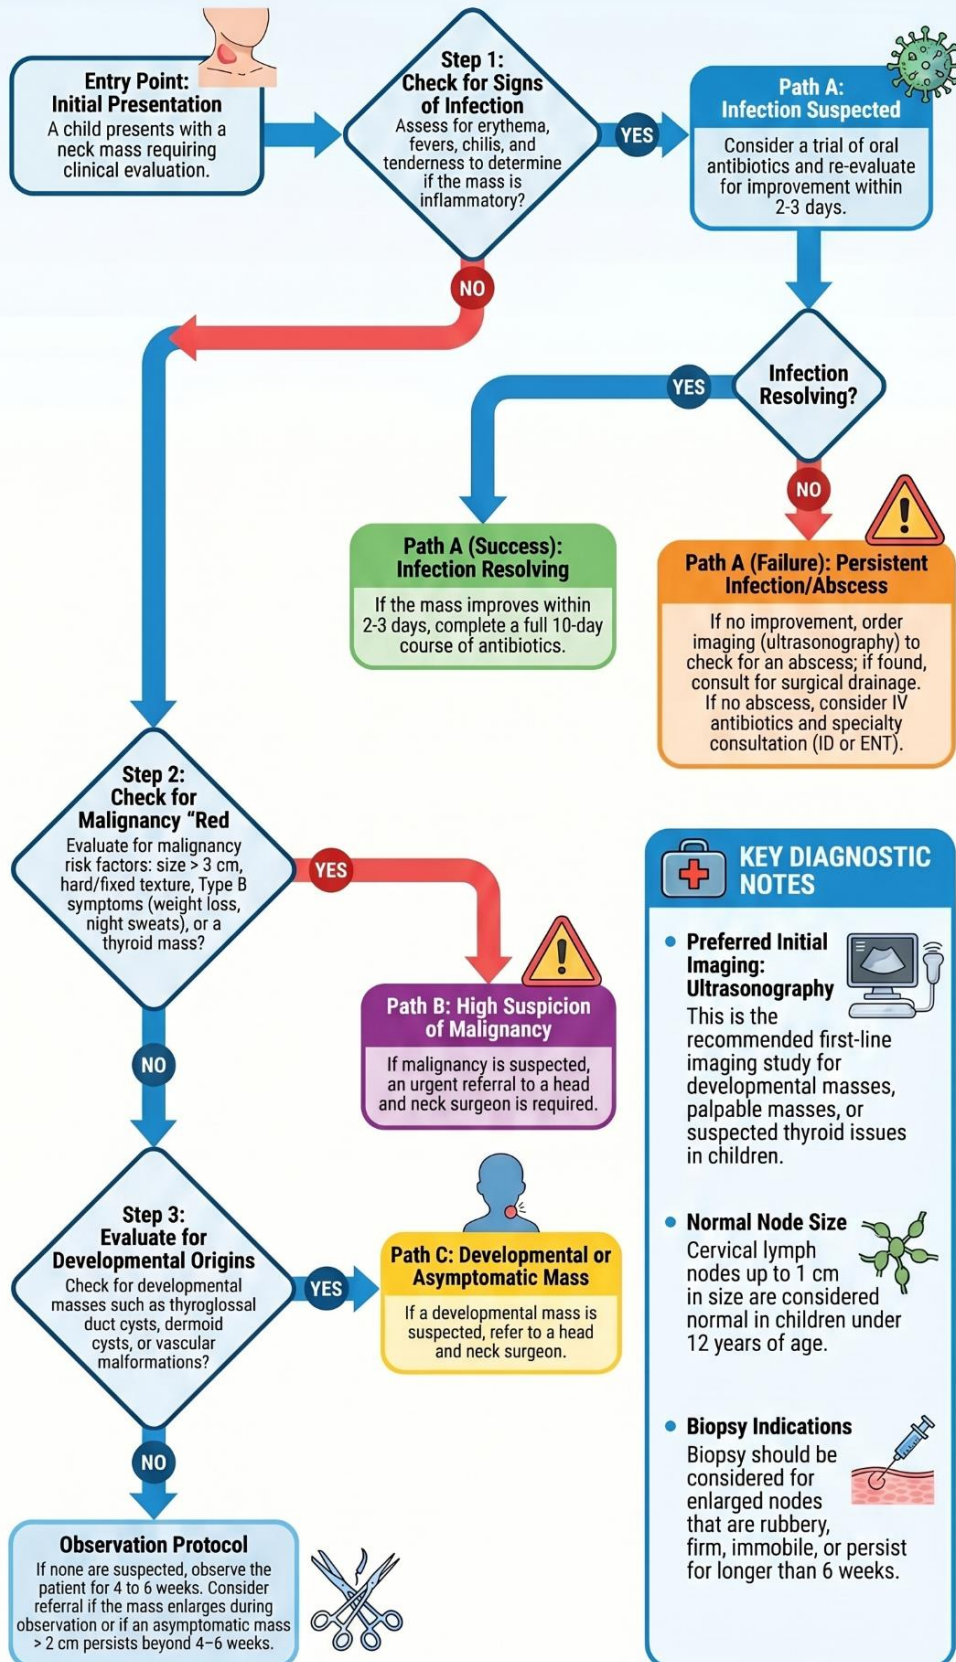 Entry Point:
Initial Presentation
A child presents with a
neck mass requiring
clinical evaluation.
Step 1:
Check for Signs
of Infection
Assess for erythema,
fevers, chilis, and
tenderness to determine
if the mass is
inflammatory?
YES
Path A:
Infection Suspected
Consider a trial of oral
antibiotics and re-evaluate
for improvement within
2-3 days.
NO
Infection
Resolving?
YES
NO
Path A (Success):
Infection Resolving
If the mass improves within
2-3 days, complete a full 10-day
course of antibiotics.
Path A (Failure): Persistent
Infection/Abscess
If no improvement, order
imaging (ultrasonography) to
check for an abscess; if found,
consult for surgical drainage.
If no abscess, consider IV
antibiotics and specialty
consultation (ID or ENT).
Step 2:
Check for
Malignancy “Red
Evaluate for malignancy
risk factors: size > 3 cm,
hard/fixed texture, Type B
symptoms (weight loss,
night sweats), or a
thyroid mass?
YES
Path B: High Suspicion
of Malignancy
If malignancy is suspected,
an urgent referral to a head
and neck surgeon is required.
NO
Step 3:
Evaluate for
Developmental Origins
Check for developmental
masses such as thyroglossal
duct cysts, dermoid
cysts, or vascular
malformations?
YES
Path C: Developmental or
Asymptomatic Mass
If a developmental mass is
suspected, refer to a head
and neck surgeon.
NO
Observation Protocol
If none are suspected, observe the
patient for 4 to 6 weeks. Consider
referral if the mass enlarges during
observation or if an asymptomatic mass
> 2 cm persists beyond 4–6 weeks.
KEY DIAGNOSTIC
NOTES
Preferred Initial
Imaging:
Ultrasonography
This is the
recommended first-line
imaging study for
developmental masses,
palpable masses, or
suspected thyroid issues
in children.
Normal Node Size
Cervical lymph
nodes up to 1 cm
in size are considered
normal in children under
12 years of age.
Biopsy Indications
Biopsy should be
considered for
enlarged nodes
that are rubbery,
firm, immobile, or persist
for longer than 6 weeks.